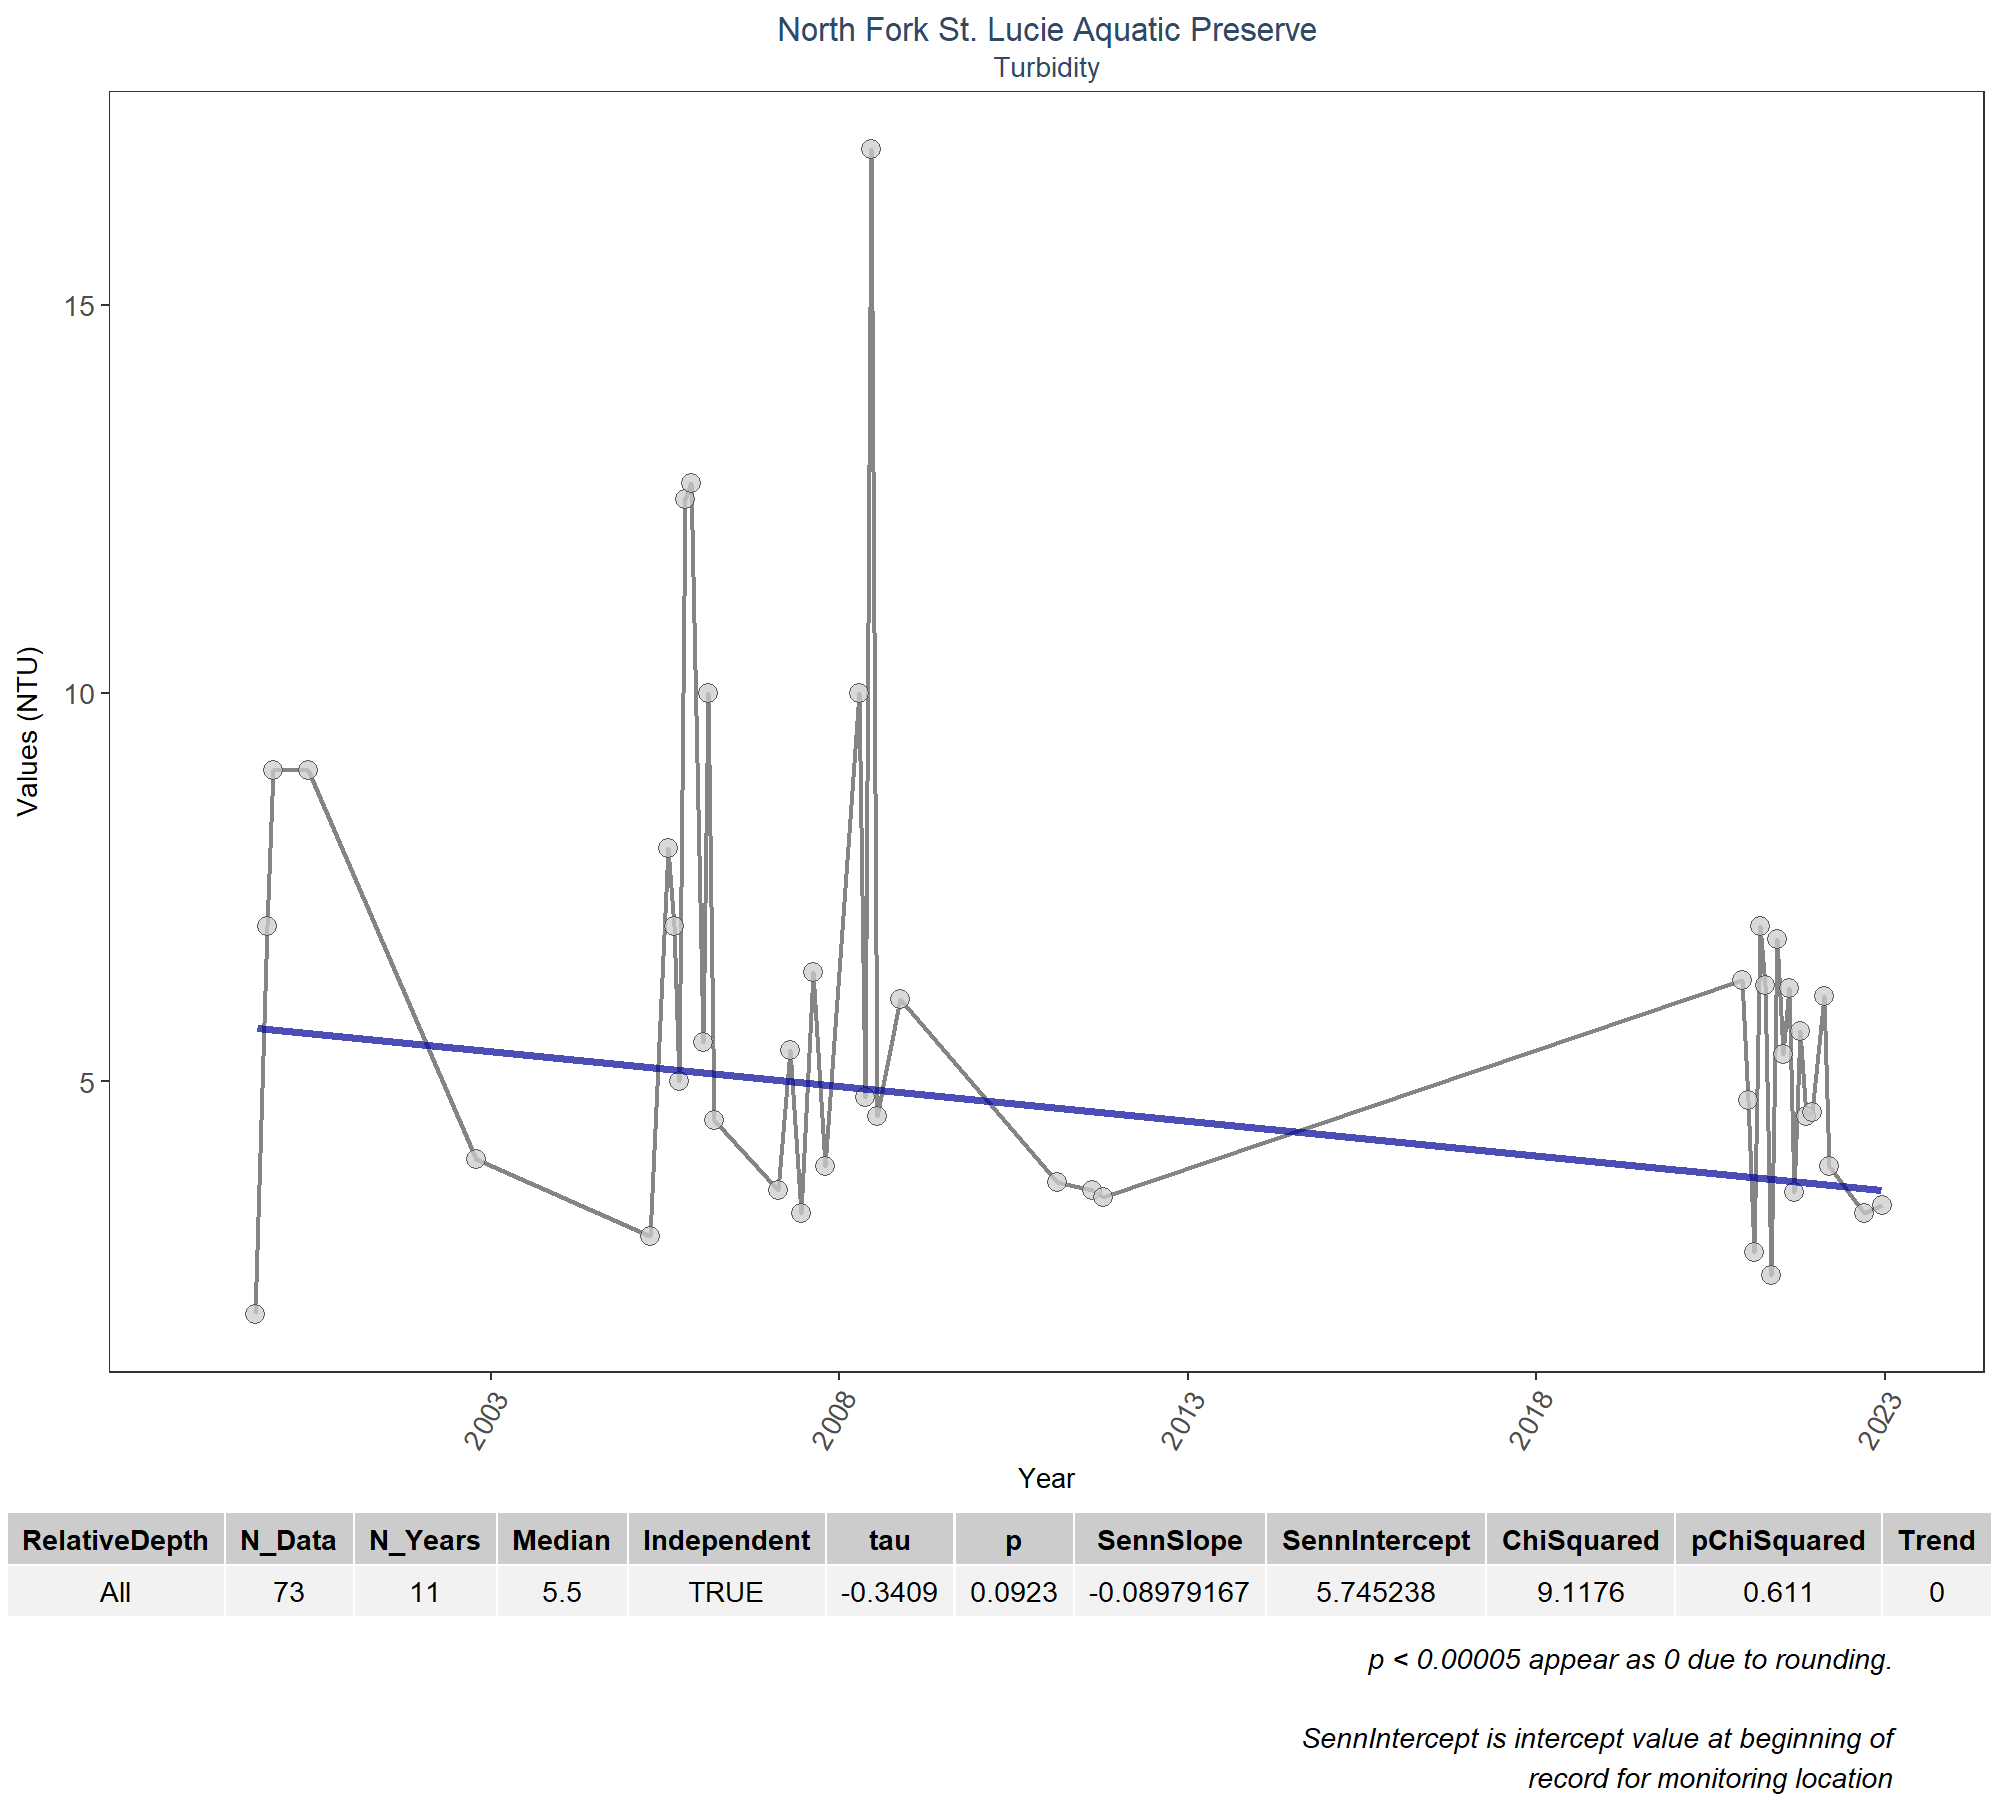 North Fork St. Lucie Aquatic Preserve
Turbidity
15
10
5
Values (NTU)
2003
2008
2013
2018
2023
Year
RelativeDepth N_Data N_Years Median Independent tau p SennSlope SennIntercept ChiSquared pChiSquared Trend
All 73 11 5.5 TRUE -0.3409 0.0923 -0.08979167 5.745238 9.1176 0.611 0
p < 0.00005 appear as 0 due to rounding.
SennIntercept is intercept value at beginning of
record for monitoring location